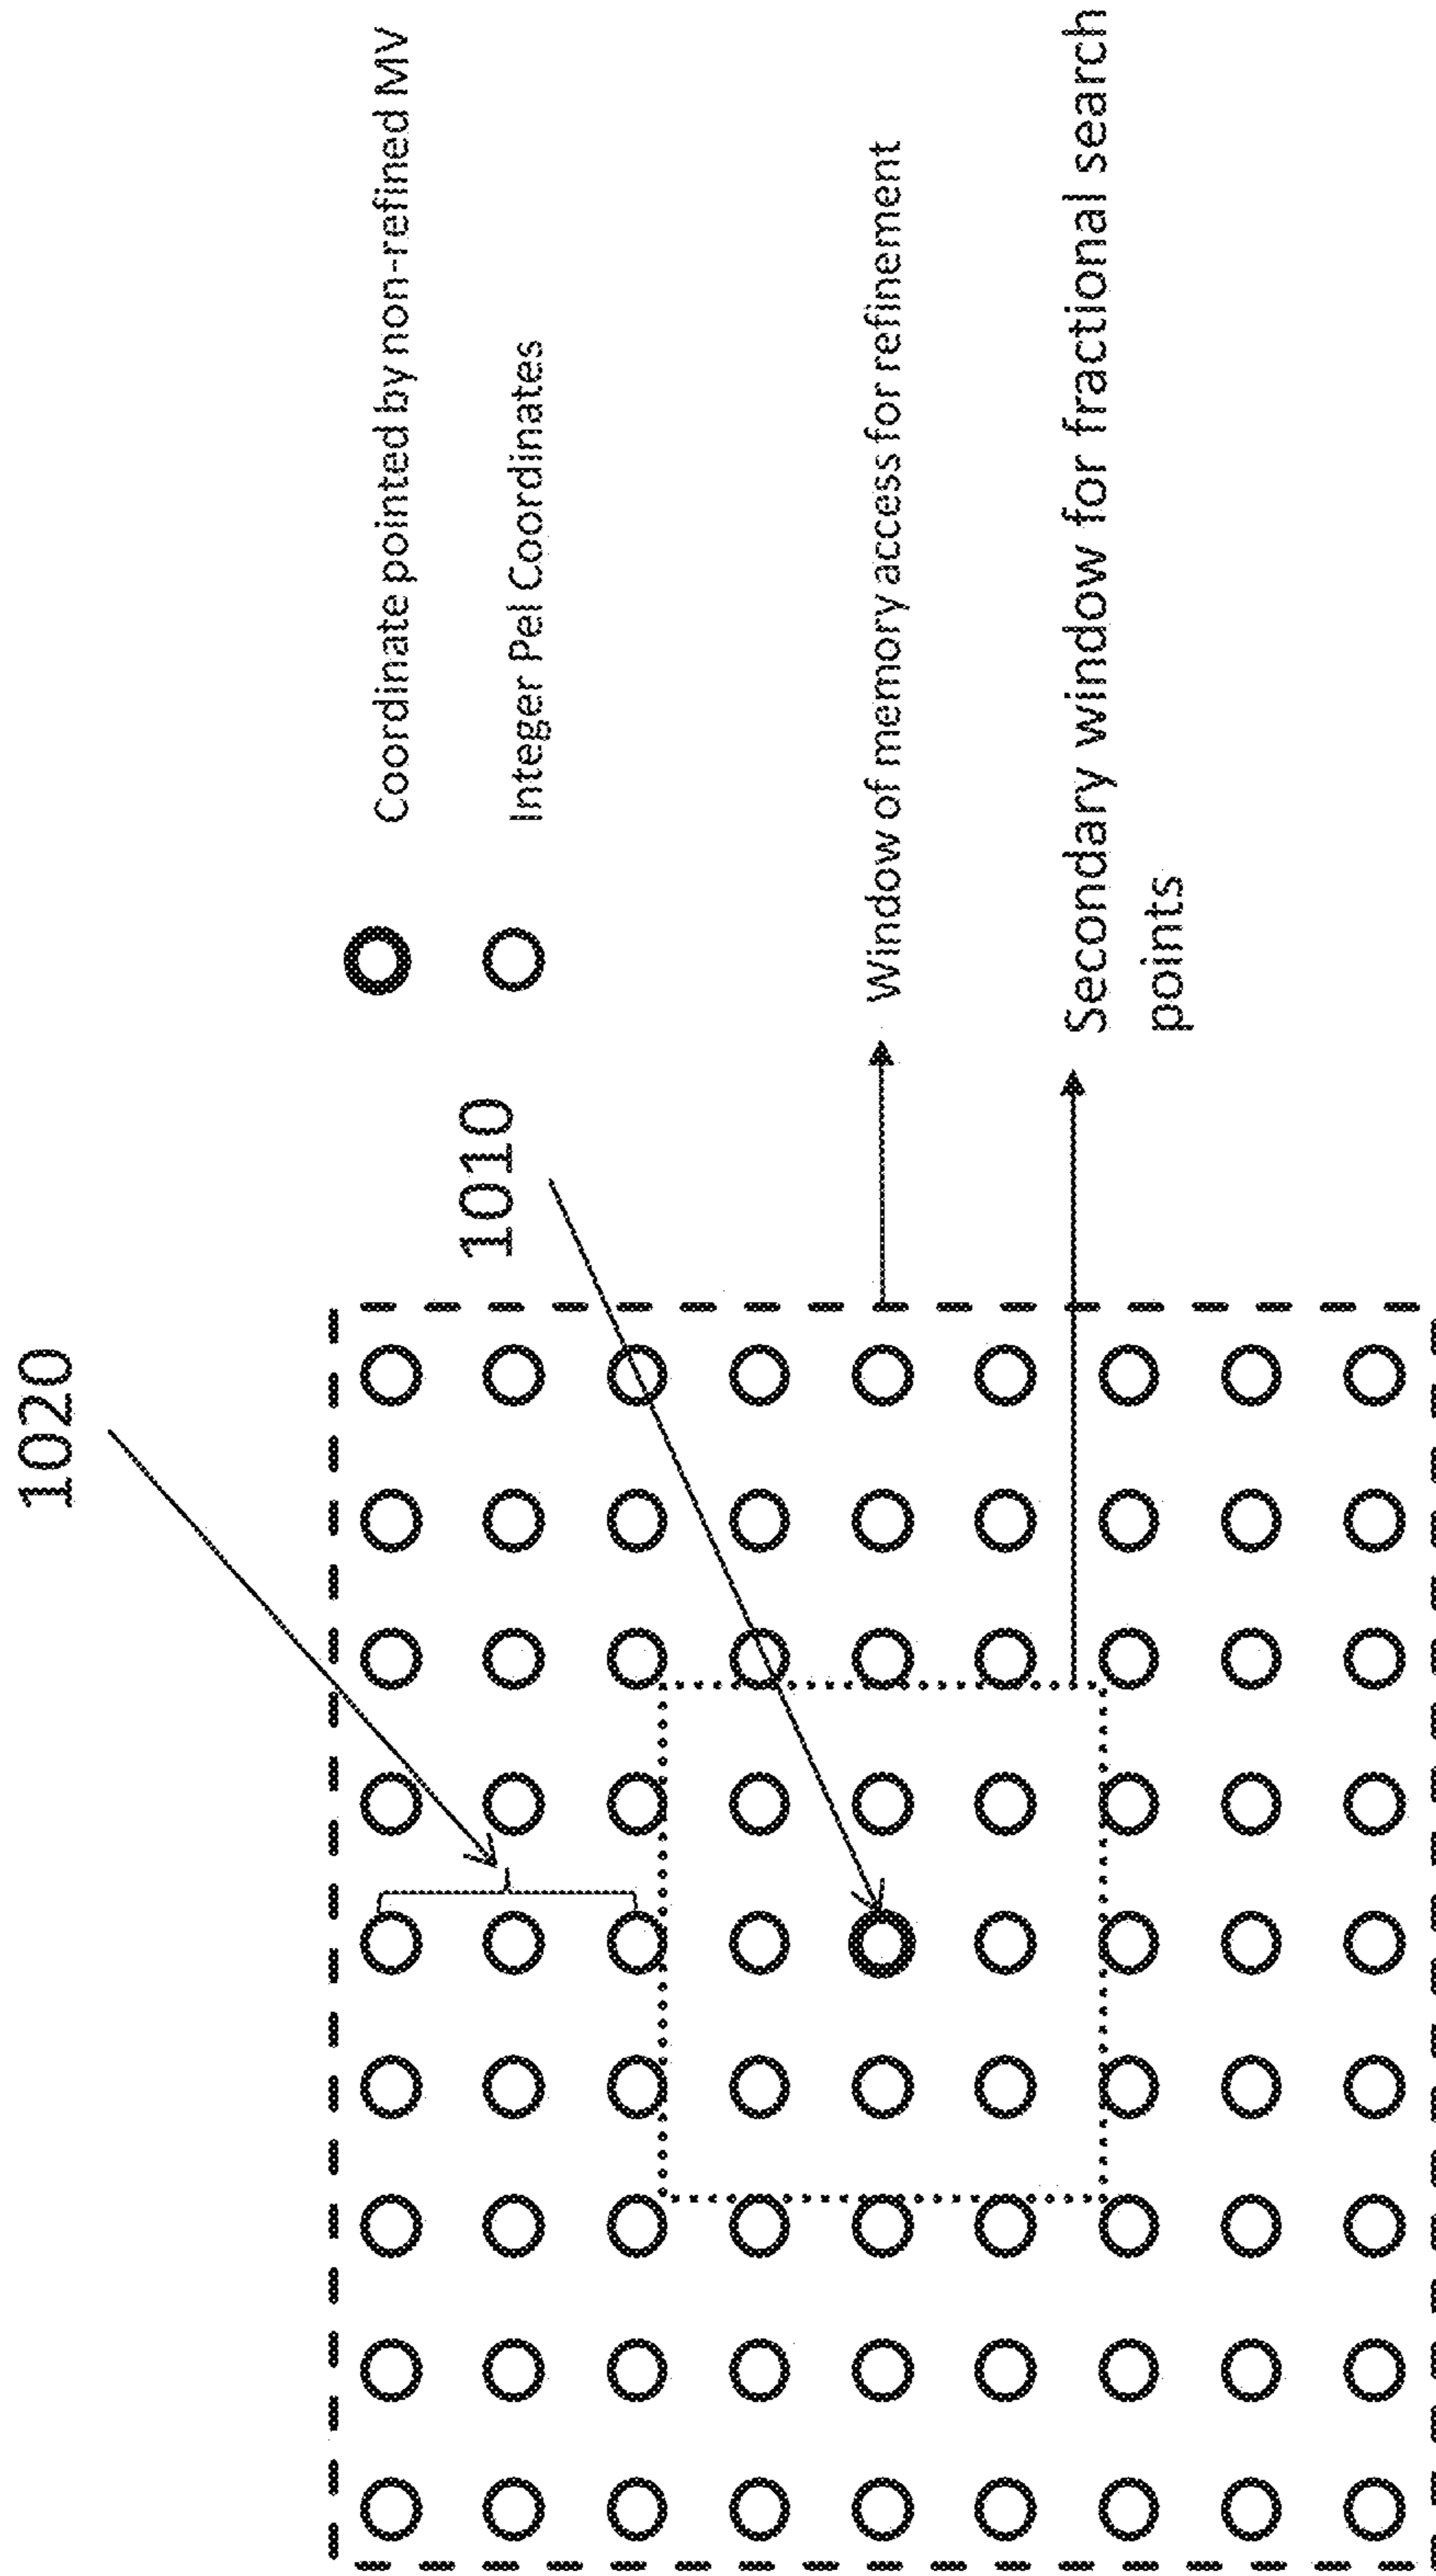 1020
1010
Coordinate pointed by non-refined MV
Integer Pel Coordinates
Window of memory access for refinement
Secondary window for fractional search
points